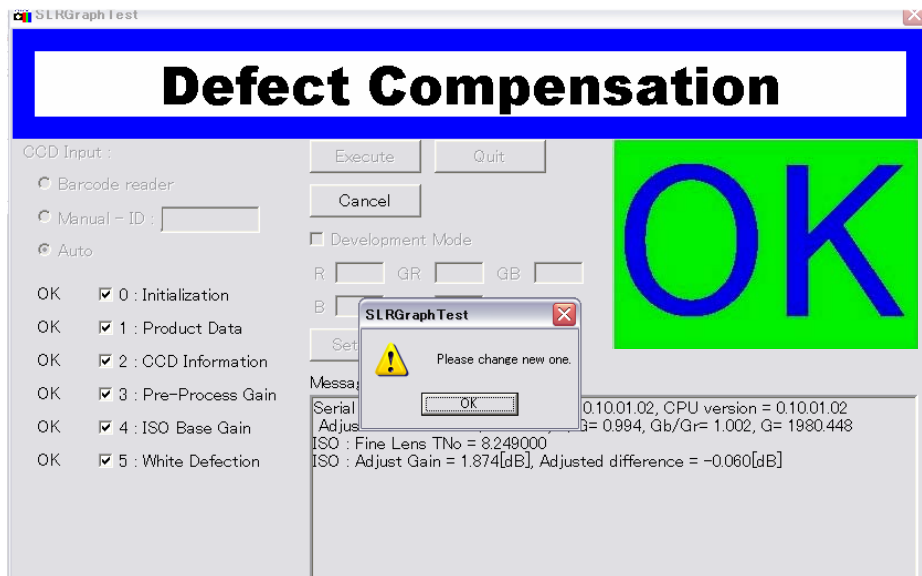 SLRGraphTest
Defect Compensation
CCD Input :
Barcode reader
Manual - ID :
Auto
Execute
Quit
Cancel
Development Mode
R
GR
GB
B
Set
OK
OK 0 : Initialization
OK 1 : Product Data
OK 2 : CCD Information
OK 3 : Pre-Process Gain
OK 4 : ISO Base Gain
OK 5 : White Defection
SLRGraphTest
Please change new one.
OK
Serial 0.10.01.02, CPU version = 0.10.01.02
G= 0.994, Gb/Gr= 1.002, G= 1980.448
ISO : Fine Lens TNo = 8.249000
ISO : Adjust Gain = 1.874[dB], Adjusted difference = -0.060[dB]